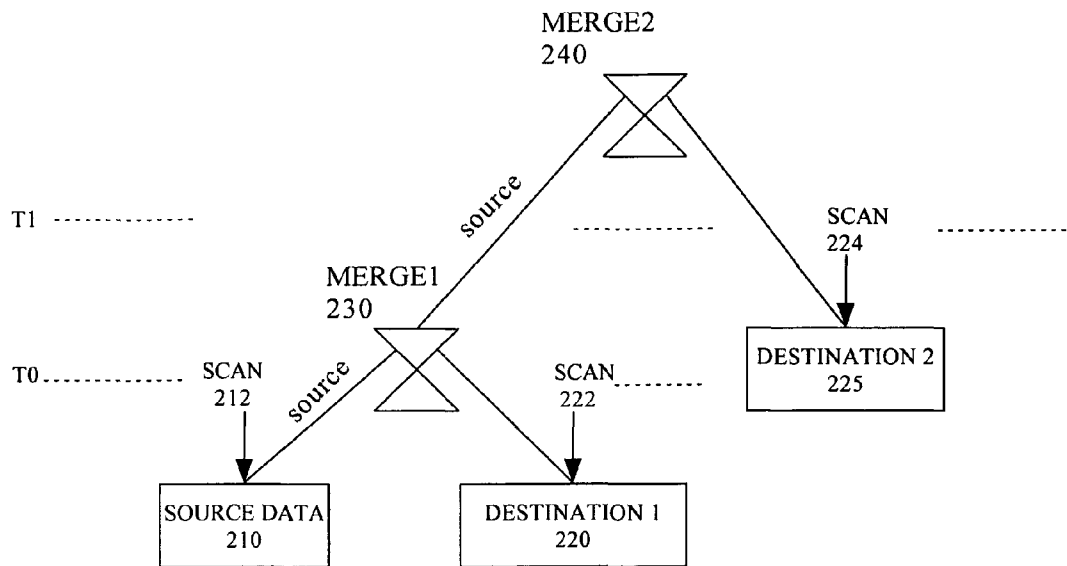 MERGE2
240
source
T1
SCAN
224
MERGE1
230
DESTINATION 2
225
T0
SCAN
212
source
SCAN
222
SOURCE DATA
210
DESTINATION 1
220